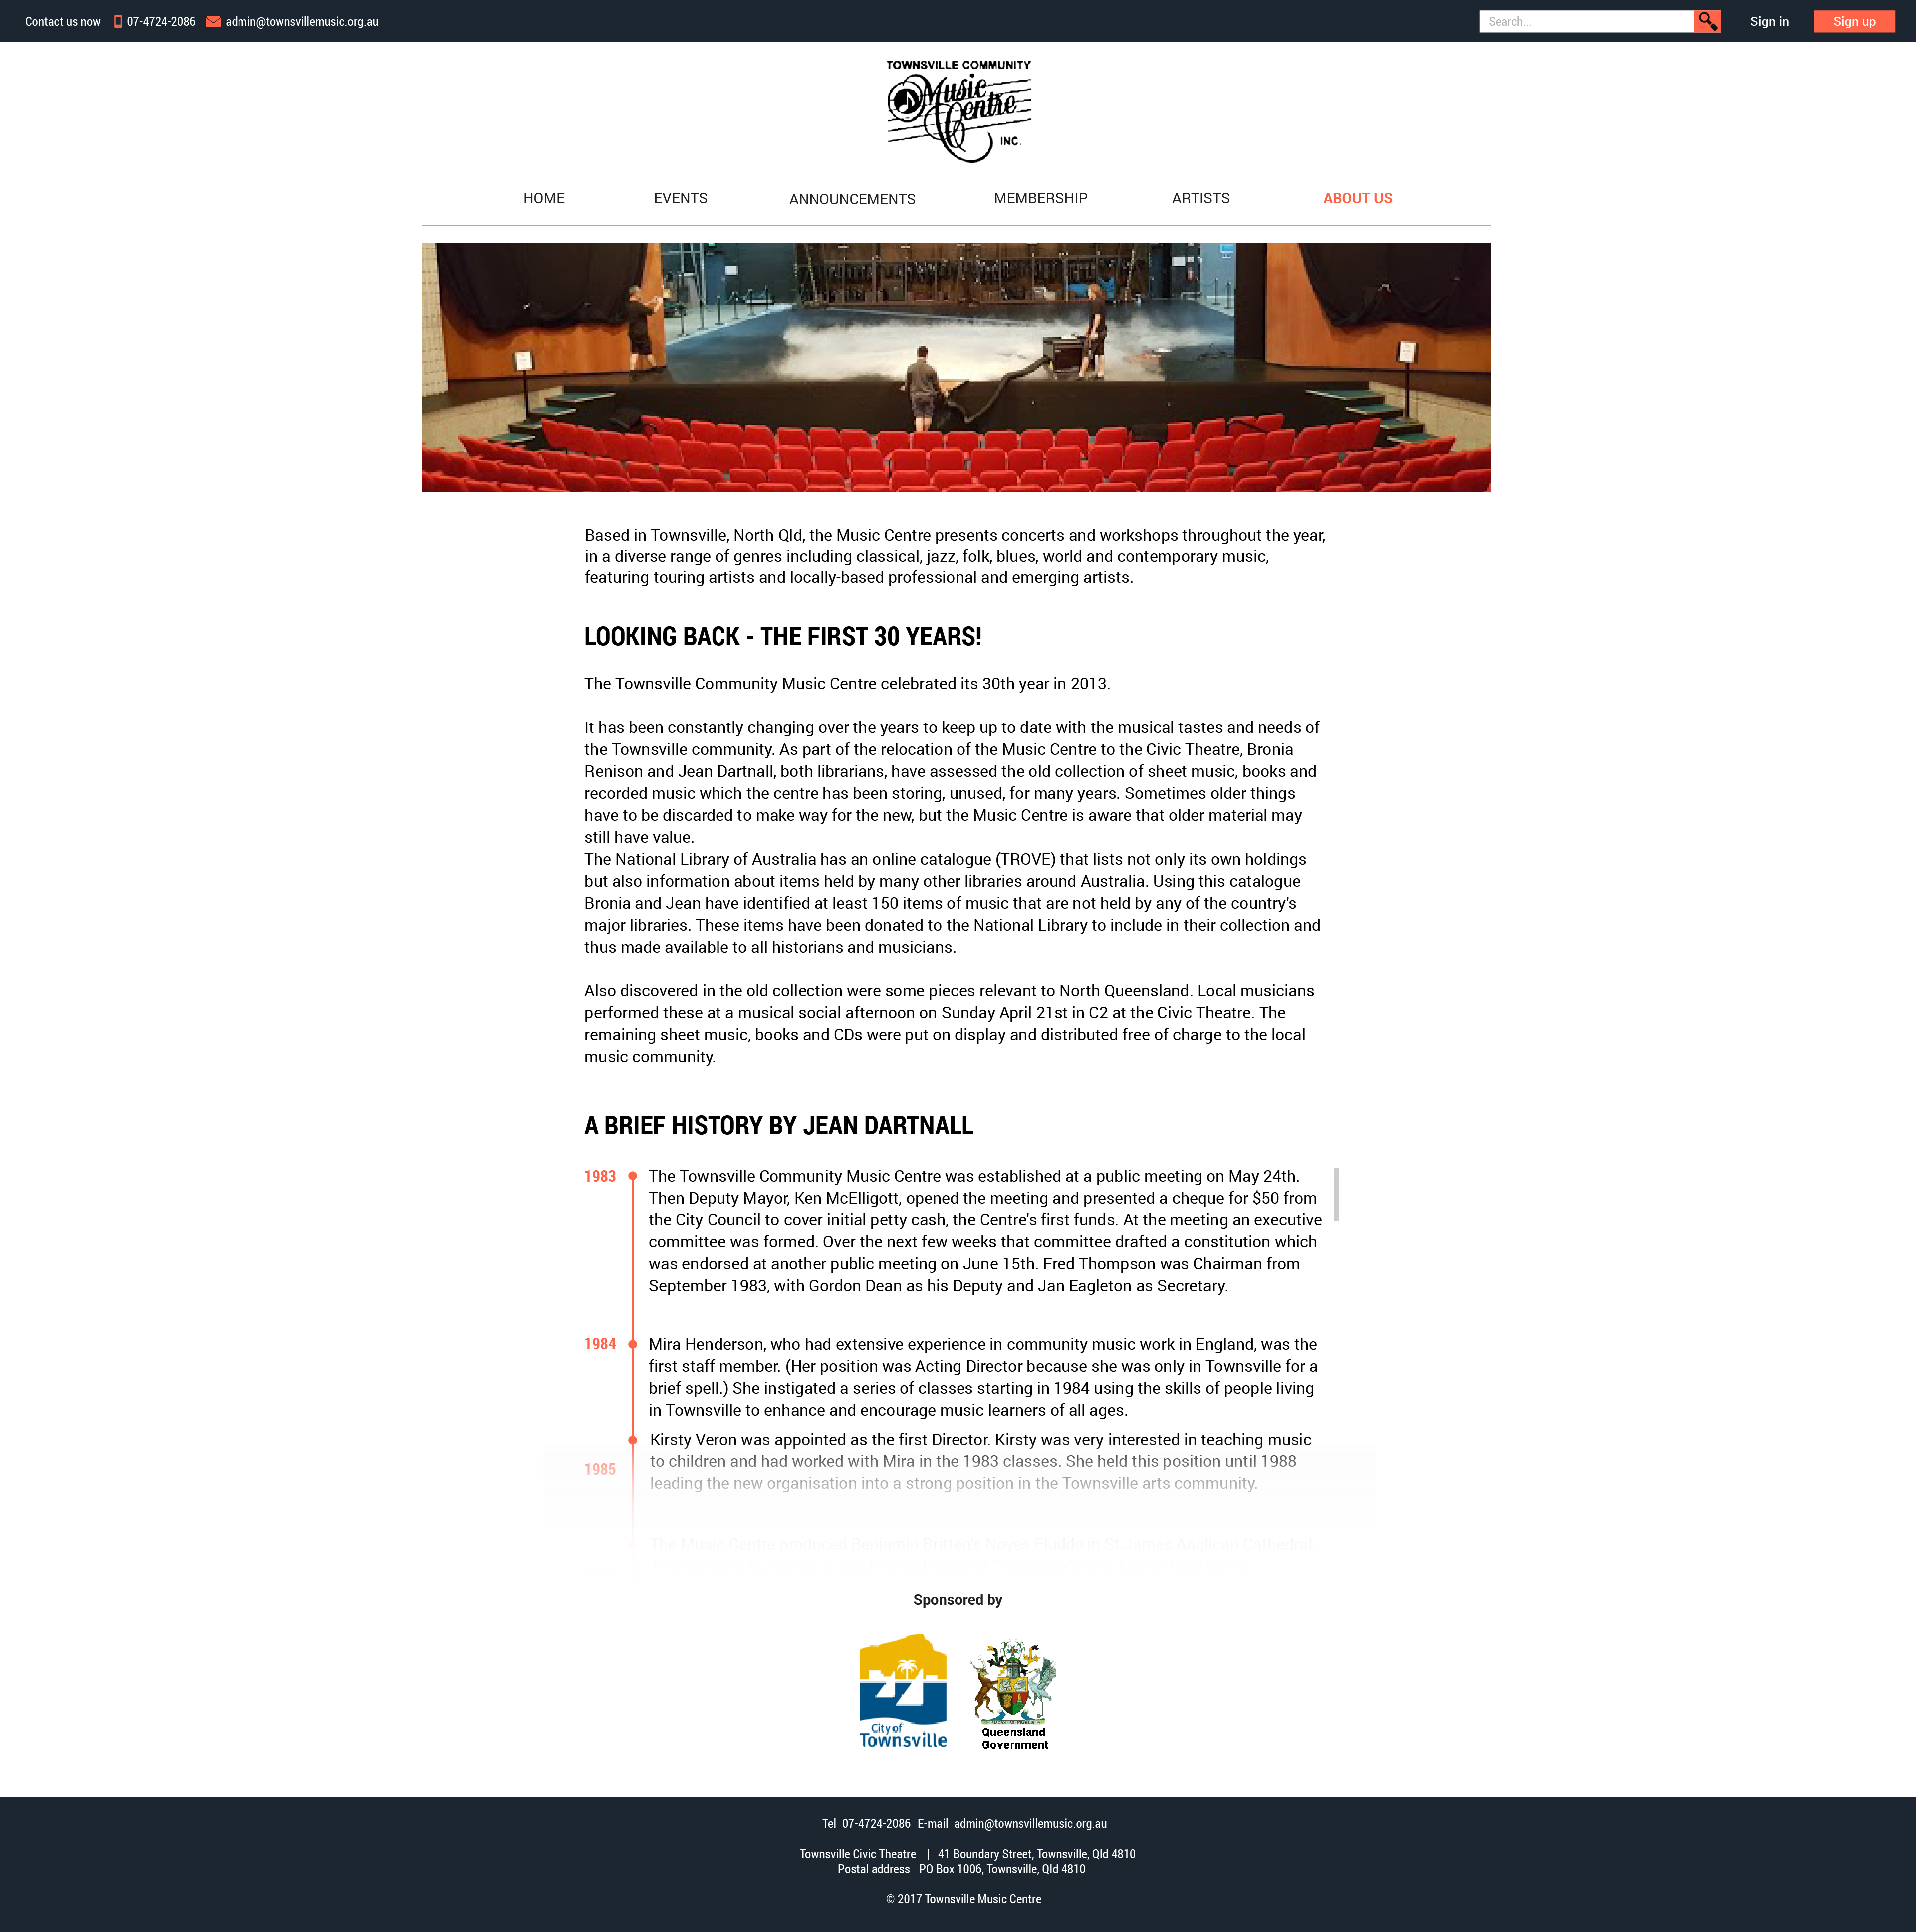 Contact us now 07-4724-2086 admin@townsvillemusic.org.au
Search...
Sign in
Sign up
TOWNSVILLE COMMUNITY
Music
Centre
INC.
HOME EVENTS ANNOUNCEMENTS MEMBERSHIP ARTISTS ABOUT US
Based in Townsville, North Qld, the Music Centre presents concerts and workshops throughout the year,
in a diverse range of genres including classical, jazz, folk, blues, world and contemporary music,
featuring touring artists and locally-based professional and emerging artists.
LOOKING BACK - THE FIRST 30 YEARS!
The Townsville Community Music Centre celebrated its 30th year in 2013.
It has been constantly changing over the years to keep up to date with the musical tastes and needs of
the Townsville community. As part of the relocation of the Music Centre to the Civic Theatre, Bronia
Renison and Jean Dartnall, both librarians, have assessed the old collection of sheet music, books and
recorded music which the centre has been storing, unused, for many years. Sometimes older things
have to be discarded to make way for the new, but the Music Centre is aware that older material may
still have value.
The National Library of Australia has an online catalogue (TROVE) that lists not only its own holdings
but also information about items held by many other libraries around Australia. Using this catalogue
Bronia and Jean have identified at least 150 items of music that are not held by any of the country's
major libraries. These items have been donated to the National Library to include in their collection and
thus made available to all historians and musicians.
Also discovered in the old collection were some pieces relevant to North Queensland. Local musicians
performed these at a musical social afternoon on Sunday April 21st in C2 at the Civic Theatre. The
remaining sheet music, books and CDs were put on display and distributed free of charge to the local
music community.
A BRIEF HISTORY BY JEAN DARTNALL
1983 The Townsville Community Music Centre was established at a public meeting on May 24th.
Then Deputy Mayor, Ken McElligott, opened the meeting and presented a cheque for $50 from
the City Council to cover initial petty cash, the Centre's first funds. At the meeting an executive
committee was formed. Over the next few weeks that committee drafted a constitution which
was endorsed at another public meeting on June 15th. Fred Thompson was Chairman from
September 1983, with Gordon Dean as his Deputy and Jan Eagleton as Secretary.
1984 Mira Henderson, who had extensive experience in community music work in England, was the
first staff member. (Her position was Acting Director because she was only in Townsville for a
brief spell.) She instigated a series of classes starting in 1984 using the skills of people living
in Townsville to enhance and encourage music learners of all ages.
Kirsty Veron was appointed as the first Director. Kirsty was very interested in teaching music
1985 to children and had worked with Mira in the 1983 classes. She held this position until 1988
leading the new organisation into a strong position in the Townsville arts community.
The Music Centre produced Benjamin Britten's Noyes Fludde in St James Anglican Cathedral
Sponsored by
City of
Townsville
Queensland
Government
Tel 07-4724-2086 E-mail admin@townsvillemusic.org.au
Townsville Civic Theatre | 41 Boundary Street, Townsville, Qld 4810
Postal address PO Box 1006, Townsville, Qld 4810
© 2017 Townsville Music Centre